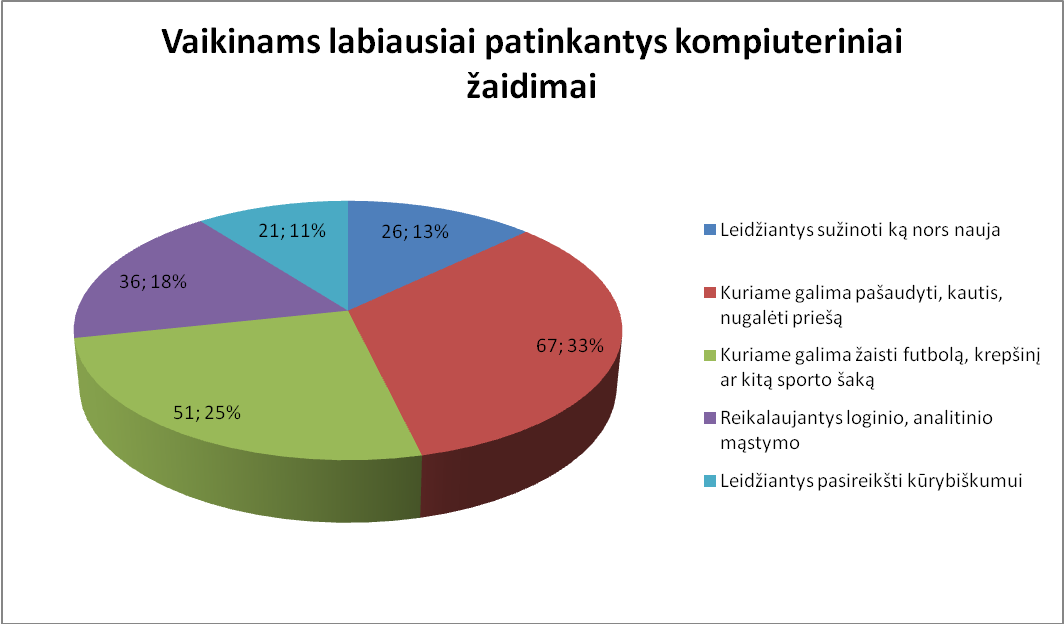 Vaikinams labiausiai patinkantys kompiuteriniai
žaidimai
21; 11%
26; 13%
36; 18%
67; 33%
51; 25%
Leidžiantys sužinoti ką nors nauja
Kuriame galima pašaudyti, kautis,
nugalėti priešą
Kuriame galima žaisti futbolą, krepšinį
ar kitą sporto šaką
Reikalaujantys loginio, analitinio
mąstymo
Leidžiantys pasireikšti kūrybiškumui